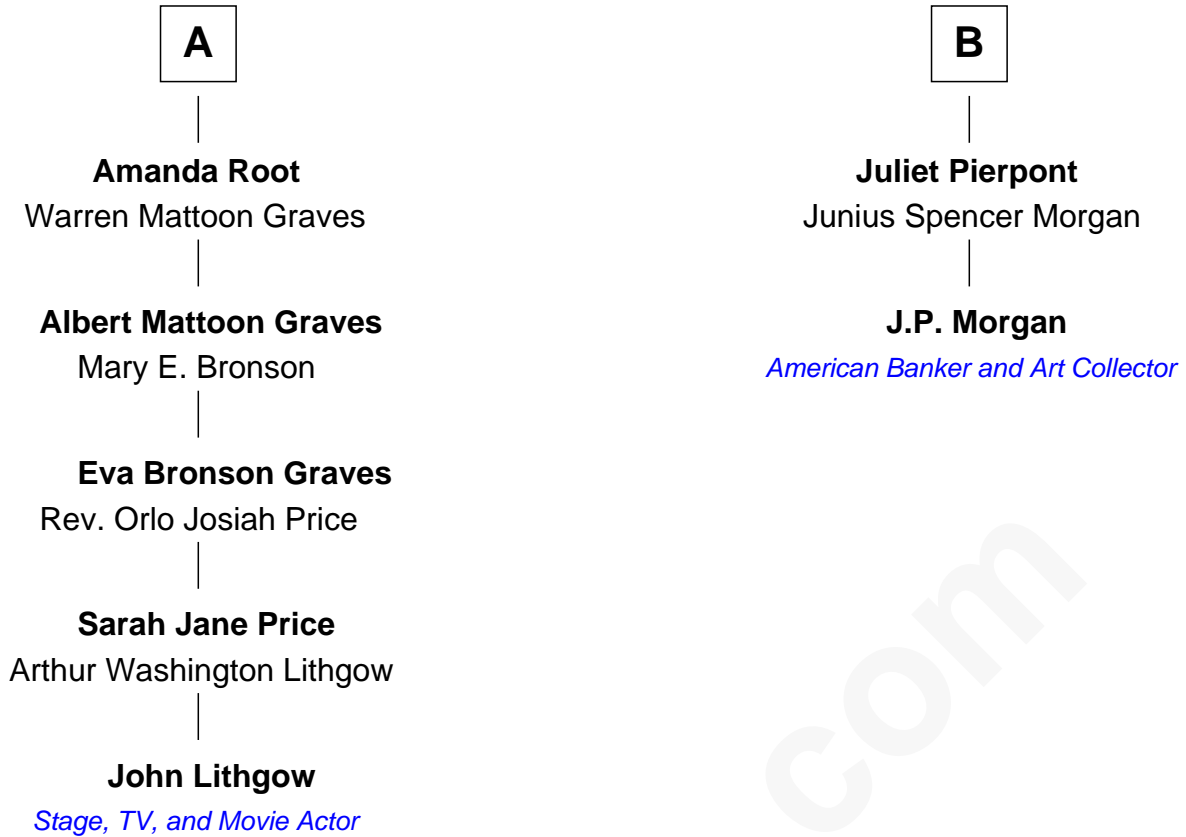 A
Amanda Root
Warren Mattoon Graves
Albert Mattoon Graves
Mary E. Bronson
Eva Bronson Graves
Rev. Orlo Josiah Price
Sarah Jane Price
Arthur Washington Lithgow
John Lithgow
Stage, TV, and Movie Actor
B
Juliet Pierpont
Junius Spencer Morgan
J.P. Morgan
American Banker and Art Collector
com